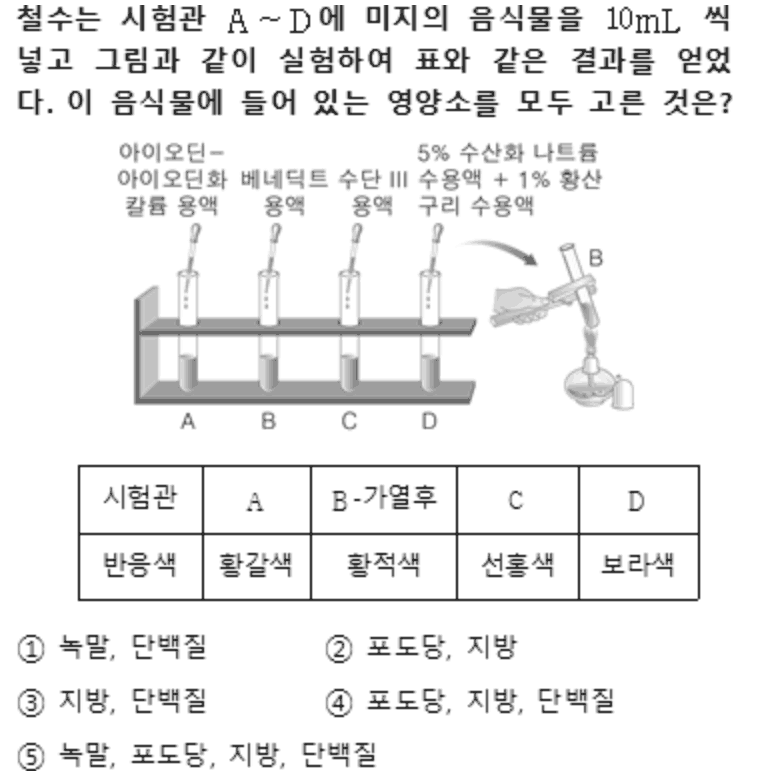 철수는 시험관 A ~ D에 미지의 음식물을 10mL 씩
넣고 그림과 같이 실험하여 표와 같은 결과를 얻었
다. 이 음식물에 들어 있는 영양소를 모두 고른 것은?
아이오딘− 5% 수산화 나트륨
아이오딘화 베네딕트 수단 III 수용액 + 1% 황산
칼륨 용액 용액 용액 구리 수용액
B
A B C D
시험관 A B-가열후 C D
반응색 황갈색 황적색 선홍색 보라색
① 녹말, 단백질 ② 포도당, 지방
③ 지방, 단백질 ④ 포도당, 지방, 단백질
⑤ 녹말, 포도당, 지방, 단백질